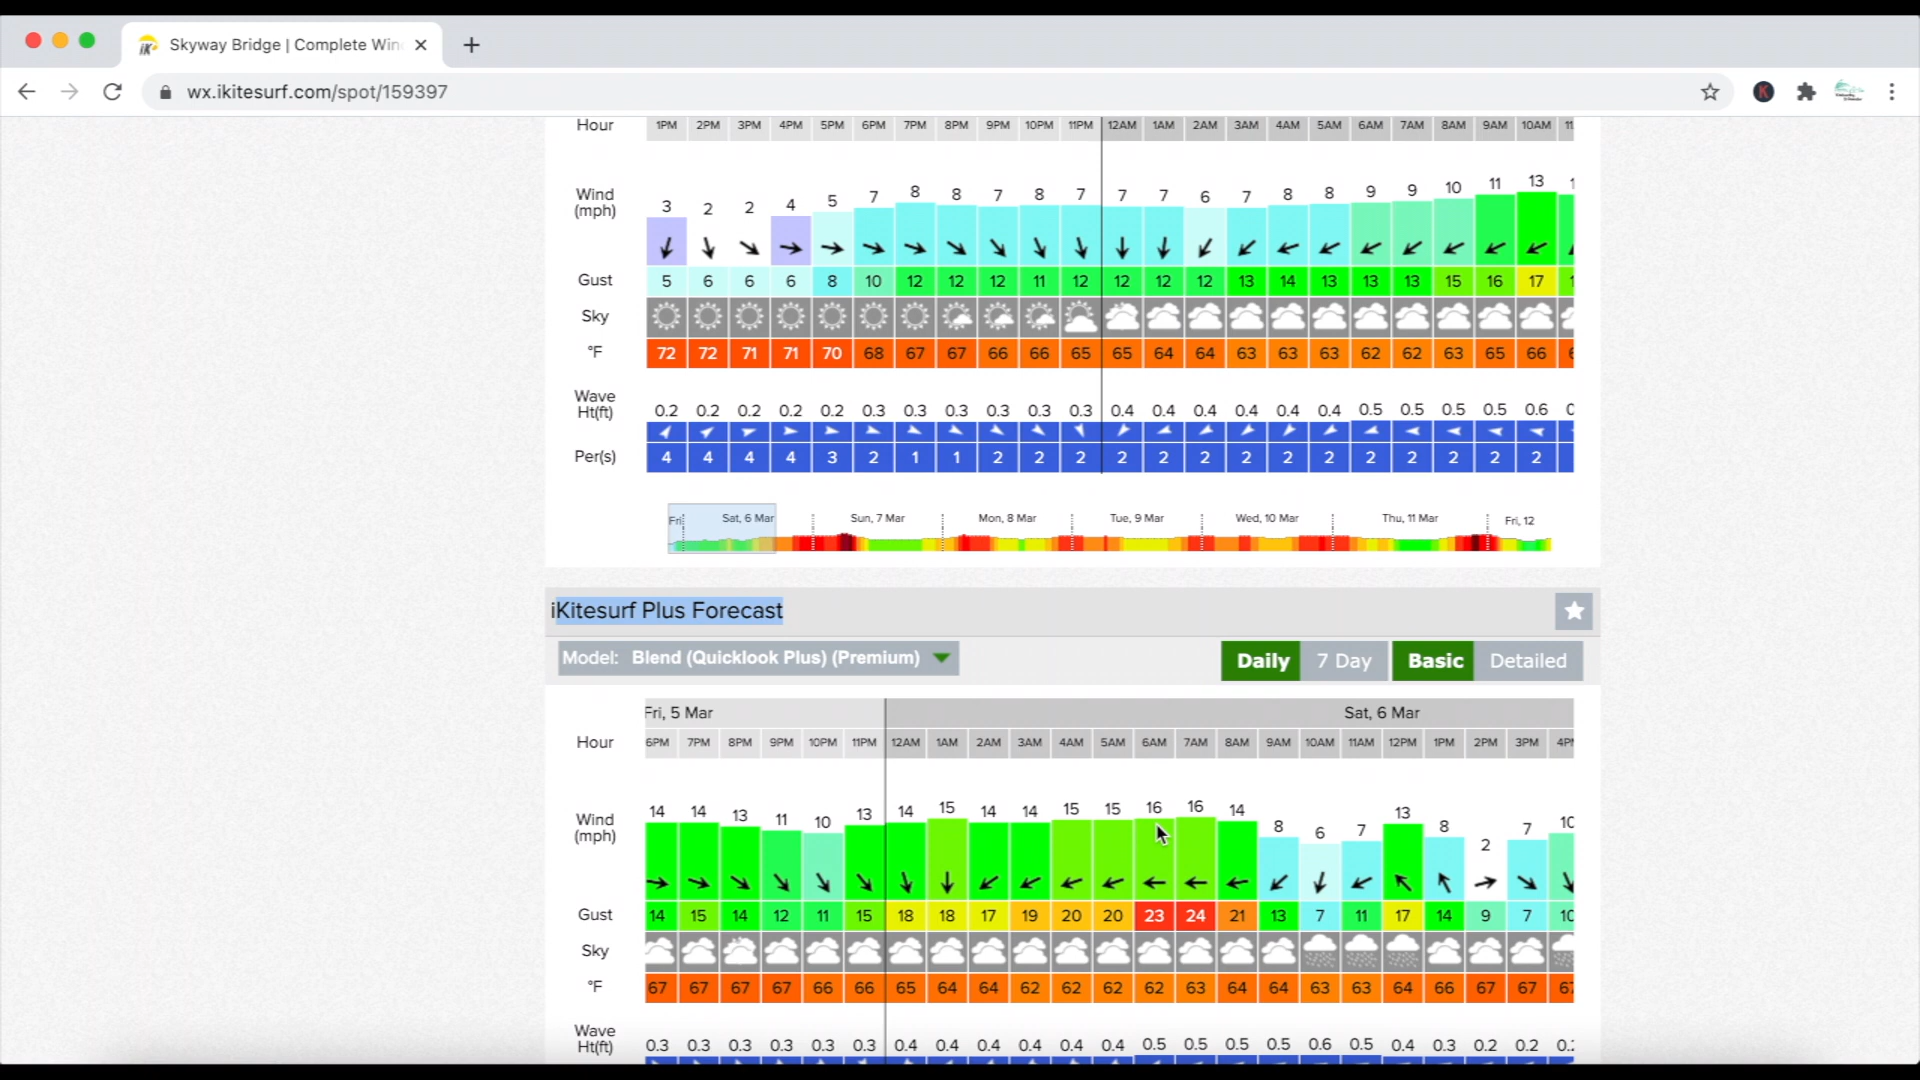 Skyway Bridge | Complete Win
wx.ikitesurf.com/spot/159397
Hour 1PM 2PM 3PM 4PM 5PM 6PM 7PM 8PM 9PM 10PM 11PM 12AM 1AM 2AM 3AM 4AM 5AM 6AM 7AM 8AM 9AM 10AM 11
Wind (mph) 3 2 2 4 5 7 8 8 7 8 7 7 7 6 7 8 8 9 9 10 11 13 1
Gust 5 6 6 6 8 10 12 12 12 11 12 12 12 12 13 14 13 13 13 15 16 17 1
Sky
°F 72 72 71 71 70 68 67 67 66 66 65 65 64 64 63 63 63 62 62 63 65 66 6
Wave Ht(ft) 0.2 0.2 0.2 0.2 0.2 0.3 0.3 0.3 0.3 0.3 0.3 0.4 0.4 0.4 0.4 0.4 0.4 0.5 0.5 0.5 0.5 0.6 0
Per(s) 4 4 4 4 3 2 1 1 2 2 2 2 2 2 2 2 2 2 2 2 2 2
Fri Sat, 6 Mar Sun, 7 Mar Mon, 8 Mar Tue, 9 Mar Wed, 10 Mar Thu, 11 Mar Fri, 12
iKitesurf Plus Forecast
Model: Blend (Quicklook Plus) (Premium) Daily 7 Day Basic Detailed
Fri, 5 Mar Sat, 6 Mar
Hour 6PM 7PM 8PM 9PM 10PM 11PM 12AM 1AM 2AM 3AM 4AM 5AM 6AM 7AM 8AM 9AM 10AM 11AM 12PM 1PM 2PM 3PM 4PM
Wind (mph) 14 14 13 11 10 13 14 15 14 14 15 15 16 16 14 8 6 7 13 8 2 7 10
Gust 14 15 14 12 11 15 18 18 17 19 20 20 23 24 21 13 7 11 17 14 9 7 10
Sky
°F 67 67 67 67 66 66 65 64 64 62 62 62 62 63 64 64 63 63 64 66 67 67 67
Wave Ht(ft) 0.3 0.3 0.3 0.3 0.3 0.3 0.4 0.4 0.4 0.4 0.4 0.4 0.5 0.5 0.5 0.5 0.6 0.5 0.4 0.3 0.2 0.2 0.